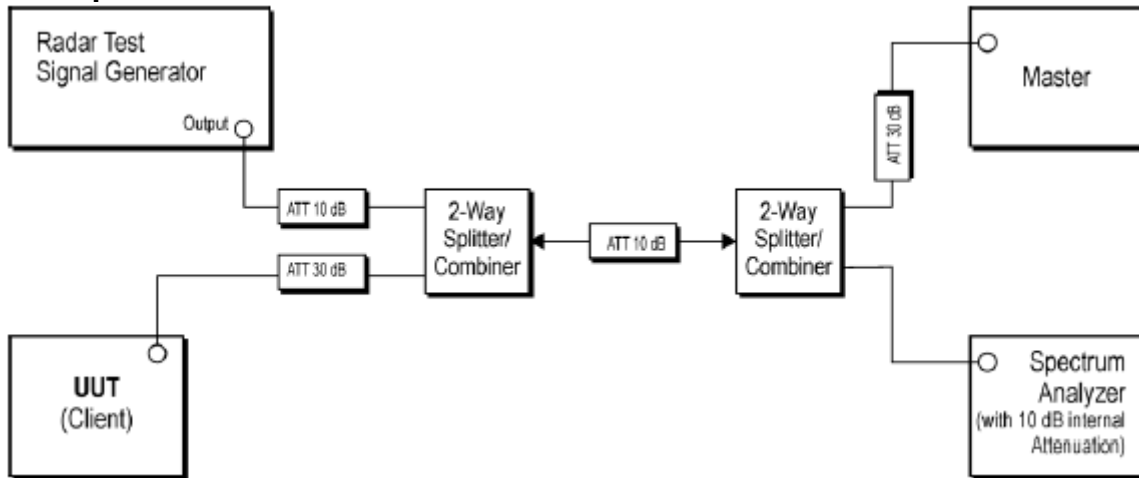 Radar Test
Signal Generator
Output
Master
ATT 30 dB
ATT 10 dB
2-Way
Splitter/
Combiner
ATT 10 dB
2-Way
Splitter/
Combiner
ATT 30 dB
UUT
(Client)
Spectrum
Analyzer
(with 10 dB internal
Attenuation)